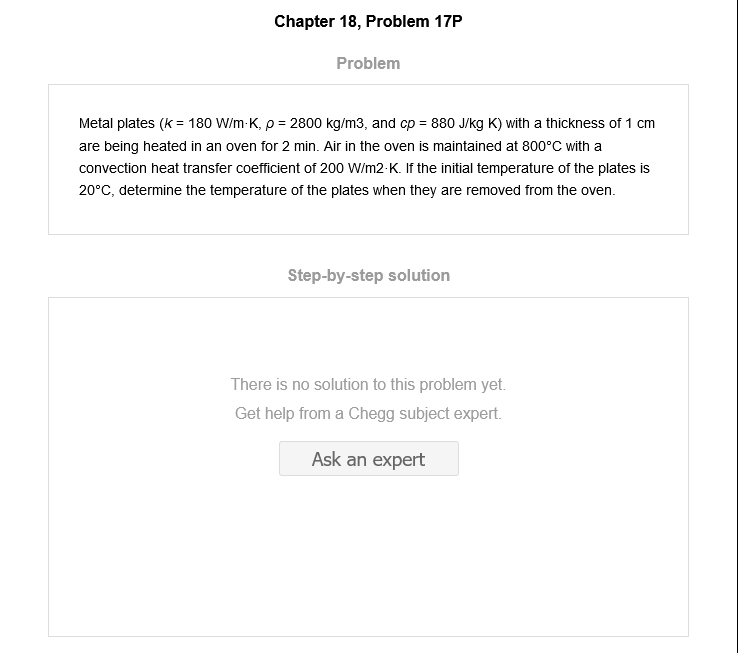 Chapter 18, Problem 17P
Problem
Metal plates (k = 180 W/m·K, ρ = 2800 kg/m3, and cp = 880 J/kg K) with a thickness of 1 cm
are being heated in an oven for 2 min. Air in the oven is maintained at 800°C with a
convection heat transfer coefficient of 200 W/m2·K. If the initial temperature of the plates is
20°C, determine the temperature of the plates when they are removed from the oven.
Step-by-step solution
There is no solution to this problem yet.
Get help from a Chegg subject expert.
Ask an expert